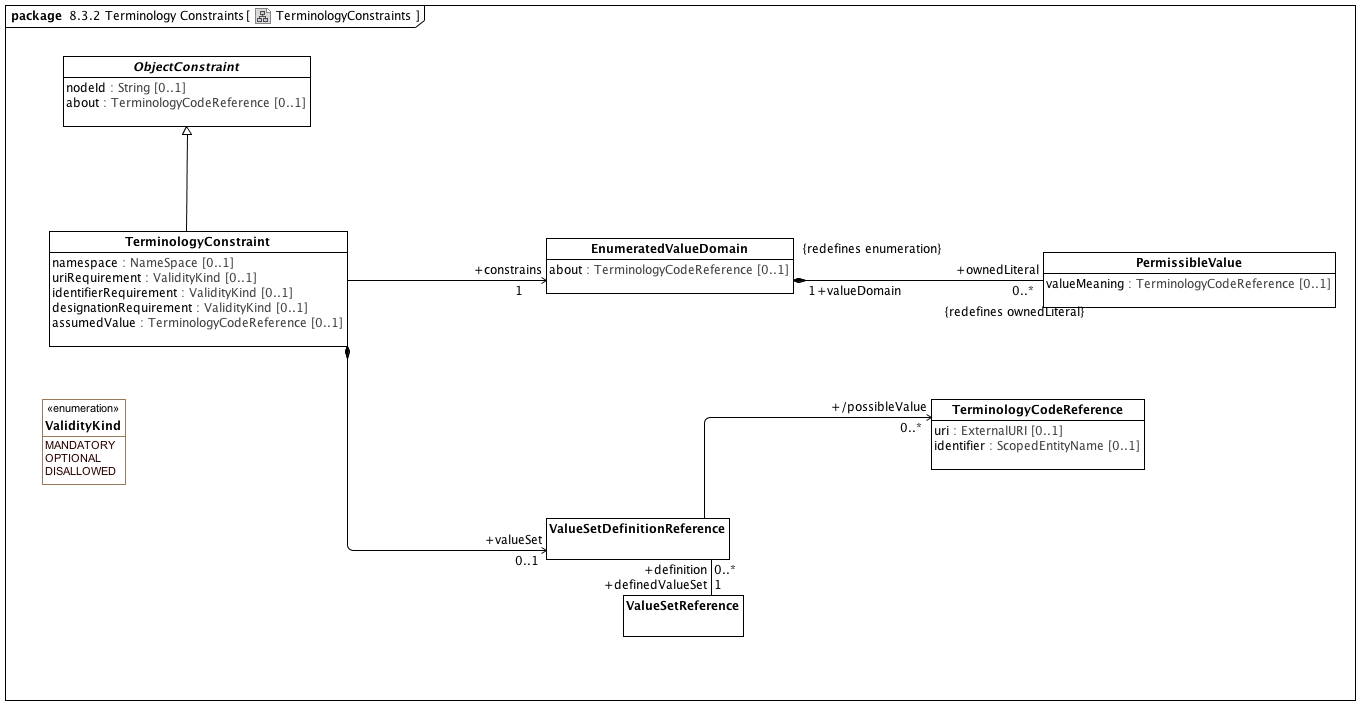 package 8.3.2 Terminology Constraints [ TerminologyConstraints ]
ObjectConstraint
nodeId : String [0..1]
about : TerminologyCodeReference [0..1]
TerminologyConstraint
namespace : NameSpace [0..1]
uriRequirement : ValidityKind [0..1]
identifierRequirement : ValidityKind [0..1]
designationRequirement : ValidityKind [0..1]
assumedValue : TerminologyCodeReference [0..1]
+constrains
1
EnumeratedValueDomain
about : TerminologyCodeReference [0..1]
{redefines enumeration}
1 +valueDomain
+ownedLiteral
0..*
{redefines ownedLiteral}
PermissibleValue
valueMeaning : TerminologyCodeReference [0..1]
«enumeration»
ValidityKind
MANDATORY
OPTIONAL
DISALLOWED
+/possibleValue
0..*
TerminologyCodeReference
uri : ExternalURI [0..1]
identifier : ScopedEntityName [0..1]
+valueSet
0..1
ValueSetDefinitionReference
+definition 0..*
+definedValueSet 1
ValueSetReference